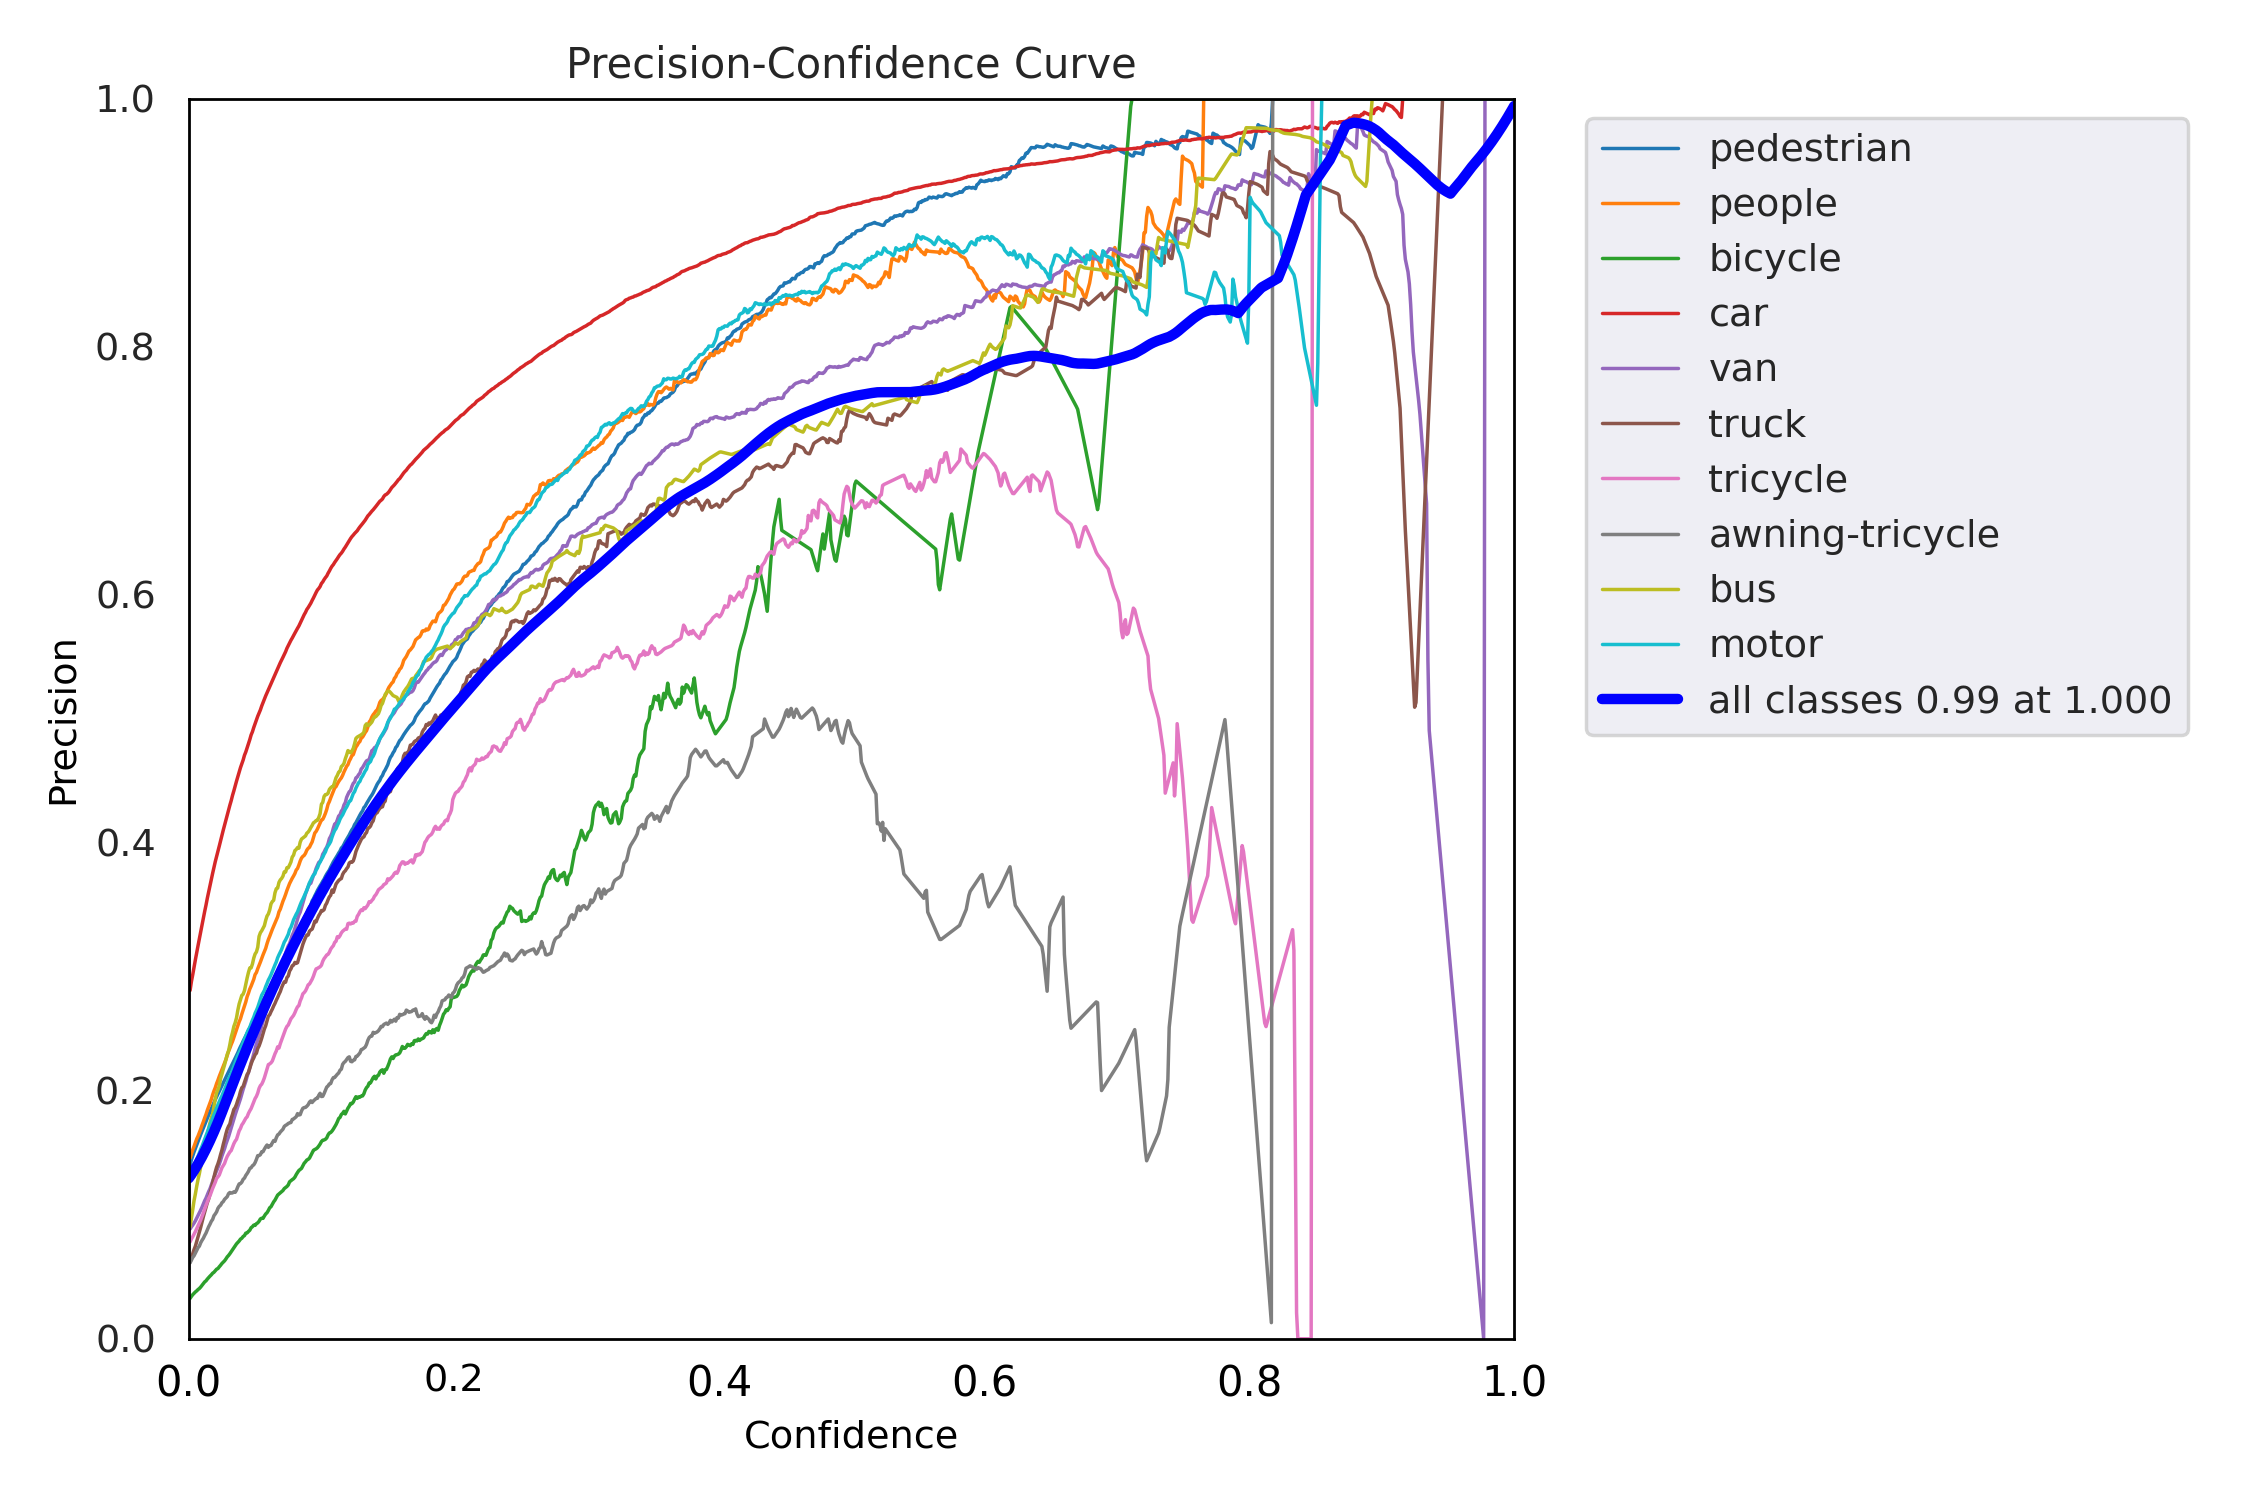 Precision-Confidence Curve
1.0
0.8
0.6
0.4
0.2
0.0
Precision
0.0 0.2 0.4 0.6 0.8 1.0
Confidence
pedestrian
people
bicycle
car
van
truck
tricycle
awning-tricycle
bus
motor
all classes 0.99 at 1.000